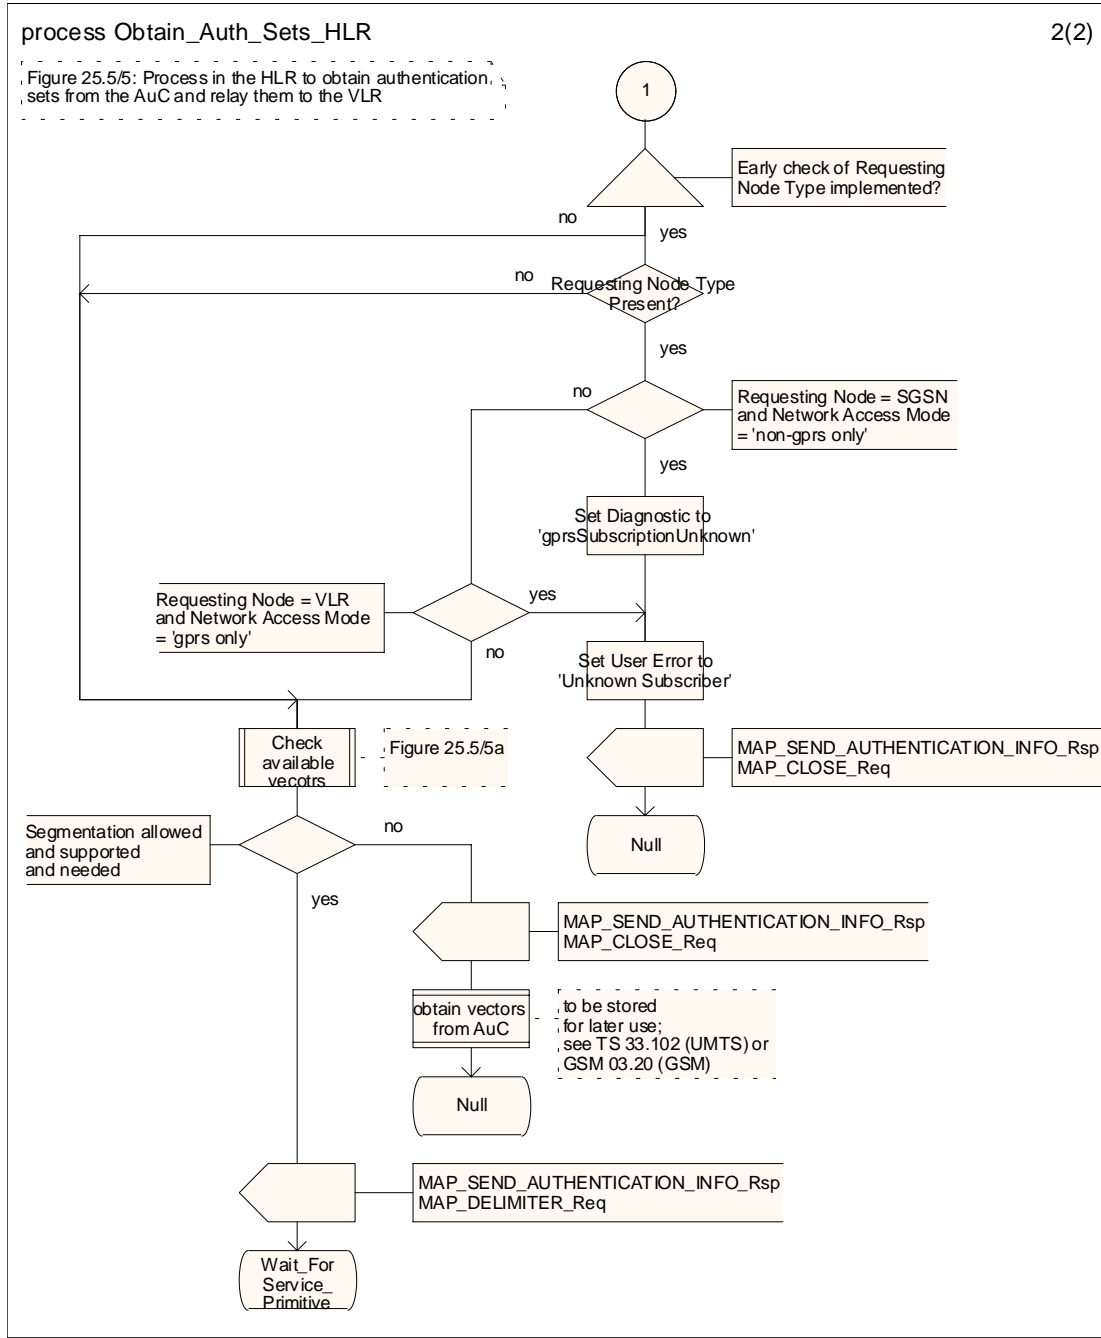 process Obtain_Auth_Sets_HLR
2(2)
Figure 25.5/5: Process in the HLR to obtain authentication
sets from the AuC and relay them to the VLR
1
Early check of Requesting
Node Type implemented?
no
yes
no
Requesting Node Type
Present?
yes
no
Requesting Node = SGSN
and Network Access Mode
= 'non-gprs only'
yes
Set Diagnostic to
'gprsSubscriptionUnknown'
Requesting Node = VLR
and Network Access Mode
= 'gprs only'
yes
no
Set User Error to
'Unknown Subscriber'
Check
available
vecotrs
Figure 25.5/5a
MAP_SEND_AUTHENTICATION_INFO_Rsp
MAP_CLOSE_Req
Segmentation allowed
and supported
and needed
no
Null
yes
MAP_SEND_AUTHENTICATION_INFO_Rsp
MAP_CLOSE_Req
obtain vectors
from AuC
to be stored
for later use;
see TS 33.102 (UMTS) or
GSM 03.20 (GSM)
Null
MAP_SEND_AUTHENTICATION_INFO_Rsp
MAP_DELIMITER_Req
Wait_For
Service_
Primitive